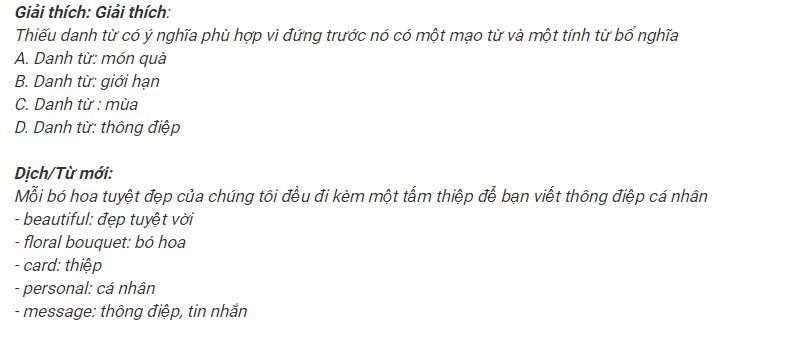 Giải thích: Giải thích:
Thiếu danh từ có ý nghĩa phù hợp vì đứng trước nó có một mạo từ và một tính từ bổ nghĩa
A. Danh từ: món quà
B. Danh từ: giới hạn
C. Danh từ : mùa
D. Danh từ: thông điệp
Dịch/Từ mới:
Mỗi bó hoa tuyệt đẹp của chúng tôi đều đi kèm một tấm thiệp để bạn viết thông điệp cá nhân
- beautiful: đẹp tuyệt vời
- floral bouquet: bó hoa
- card: thiệp
- personal: cá nhân
- message: thông điệp, tin nhắn